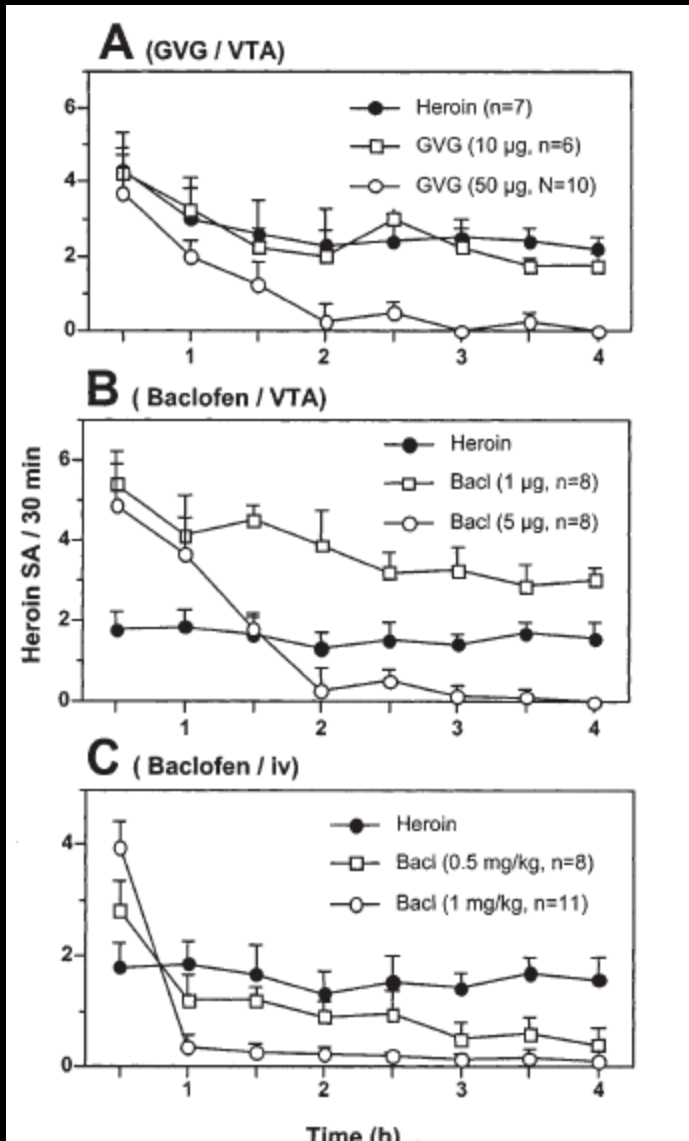 A (GVG / VTA)
6
4
2
0
Heroin (n=7)
GVG (10 µg, n=6)
GVG (50 µg, N=10)
1 2 3 4
B ( Baclofen / VTA)
Heroin SA / 30 min
6
4
2
0
Heroin
Bacl (1 µg, n=8)
Bacl (5 µg, n=8)
1 2 3 4
C ( Baclofen / iv)
4
2
0
Heroin
Bacl (0.5 mg/kg, n=8)
Bacl (1 mg/kg, n=11)
1 2 3 4
Time (h)